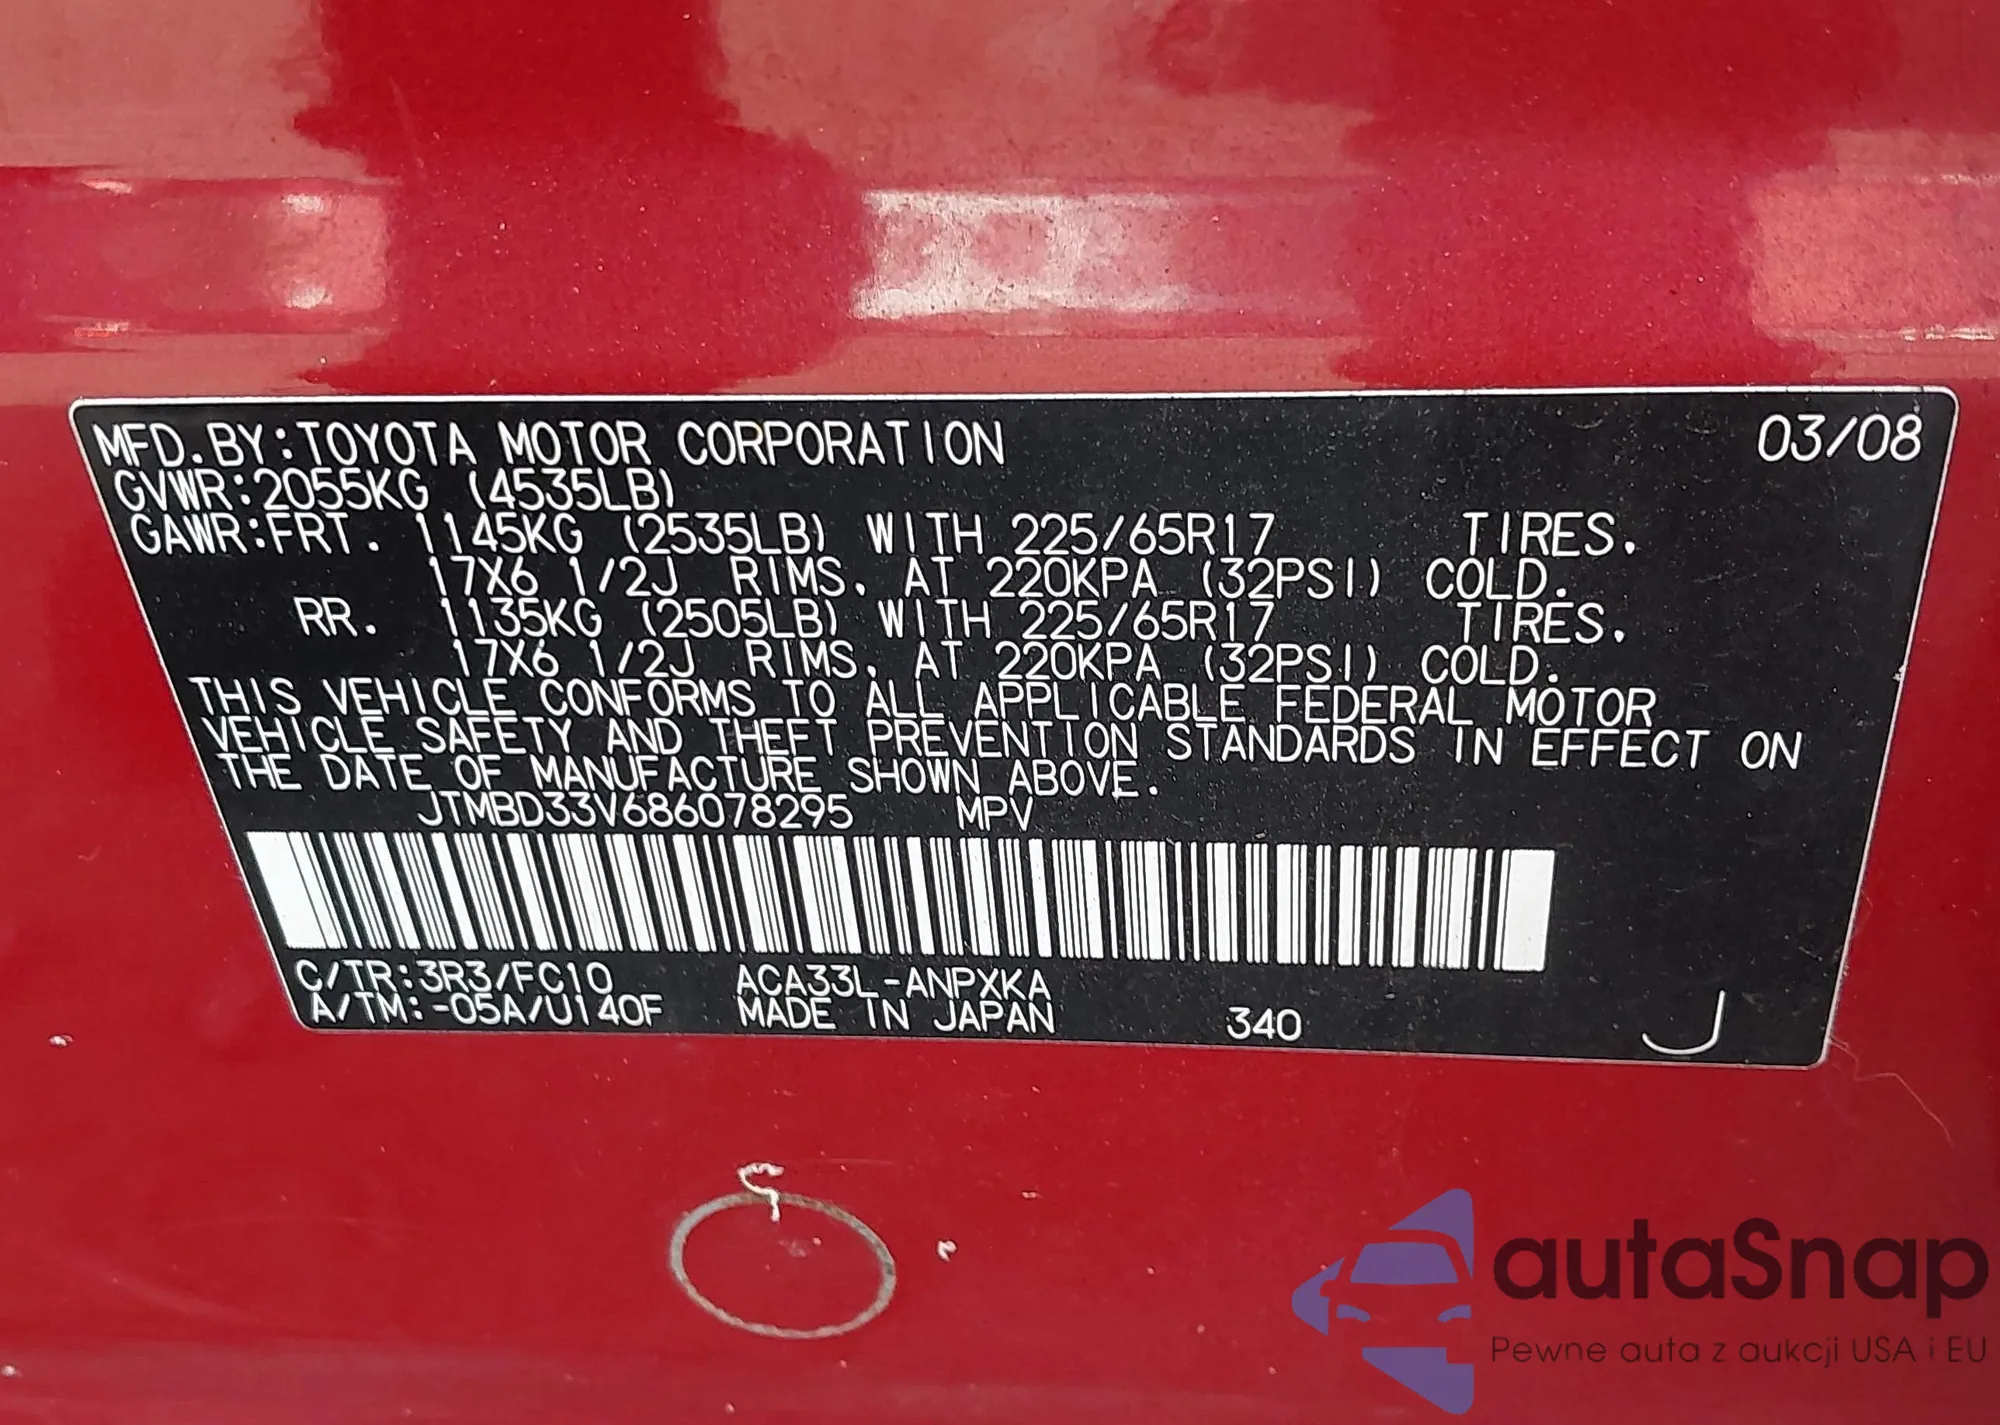 MFD.BY:TOYOTA MOTOR CORPORATION 03/08
GVWR:2055KG (4535LB)
GAWR:FRT. 1145KG (2535LB) WITH 225/65R17 TIRES.
17X6 1/2J RIMS. AT 220KPA (32PSI) COLD.
RR. 1135KG (2505LB) WITH 225/65R17 TIRES.
17X6 1/2J RIMS. AT 220KPA (32PSI) COLD.
THIS VEHICLE CONFORMS TO ALL APPLICABLE FEDERAL MOTOR
VEHICLE SAFETY AND THEFT PREVENTION STANDARDS IN EFFECT ON
THE DATE OF MANUFACTURE SHOWN ABOVE.
JTMBD33V686078295 MPV
C/TR:3R3/FC10 ACA33L-ANPXKA
A/TM:-05A/U140F MADE IN JAPAN 340 J
autaSnap
Pewne auta z aukcji USA i EU